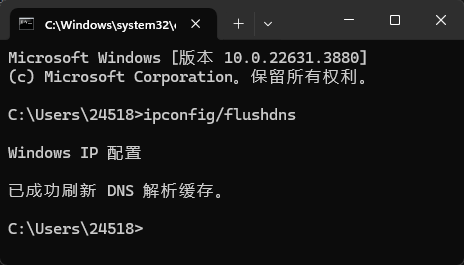 C:\Windows\system32\c
Microsoft Windows [版本 10.0.22631.3880]
(c) Microsoft Corporation。保留所有权利。
C:\Users\24518>ipconfig/flushdns
Windows IP 配置
已成功刷新 DNS 解析缓存。
C:\Users\24518>